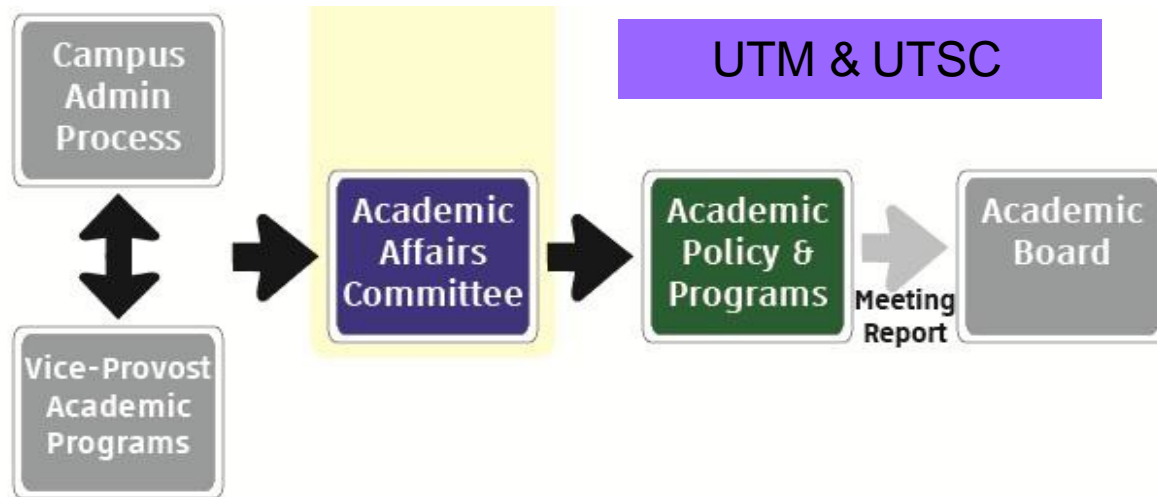 Campus
Admin
Process
UTM & UTSC
Academic
Affairs
Committee
Academic
Policy &
Programs
Meeting
Report
Academic
Board
Vice-Provost
Academic
Programs